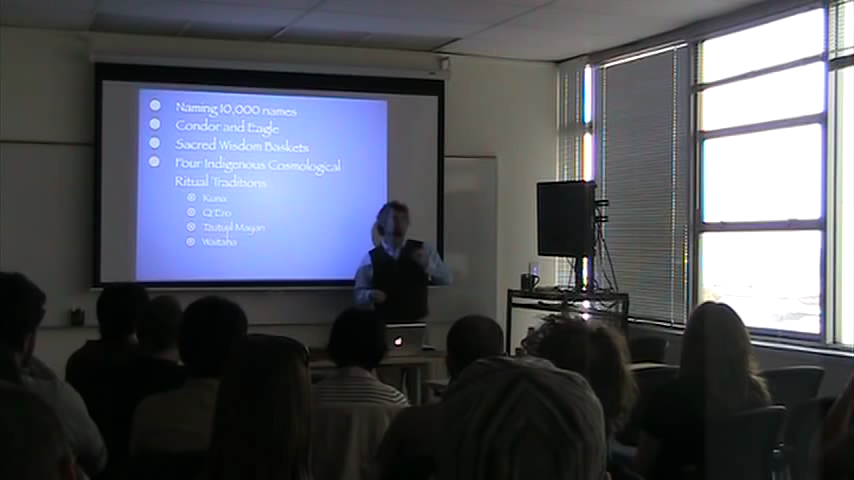 Naming 10,000 names
Condor and Eagle
Sacred Wisdom Baskets
Four Indigenous Cosmological
Ritual Traditions
Kuna
Q'Ero
Tzutujil Mayan
Waitaha